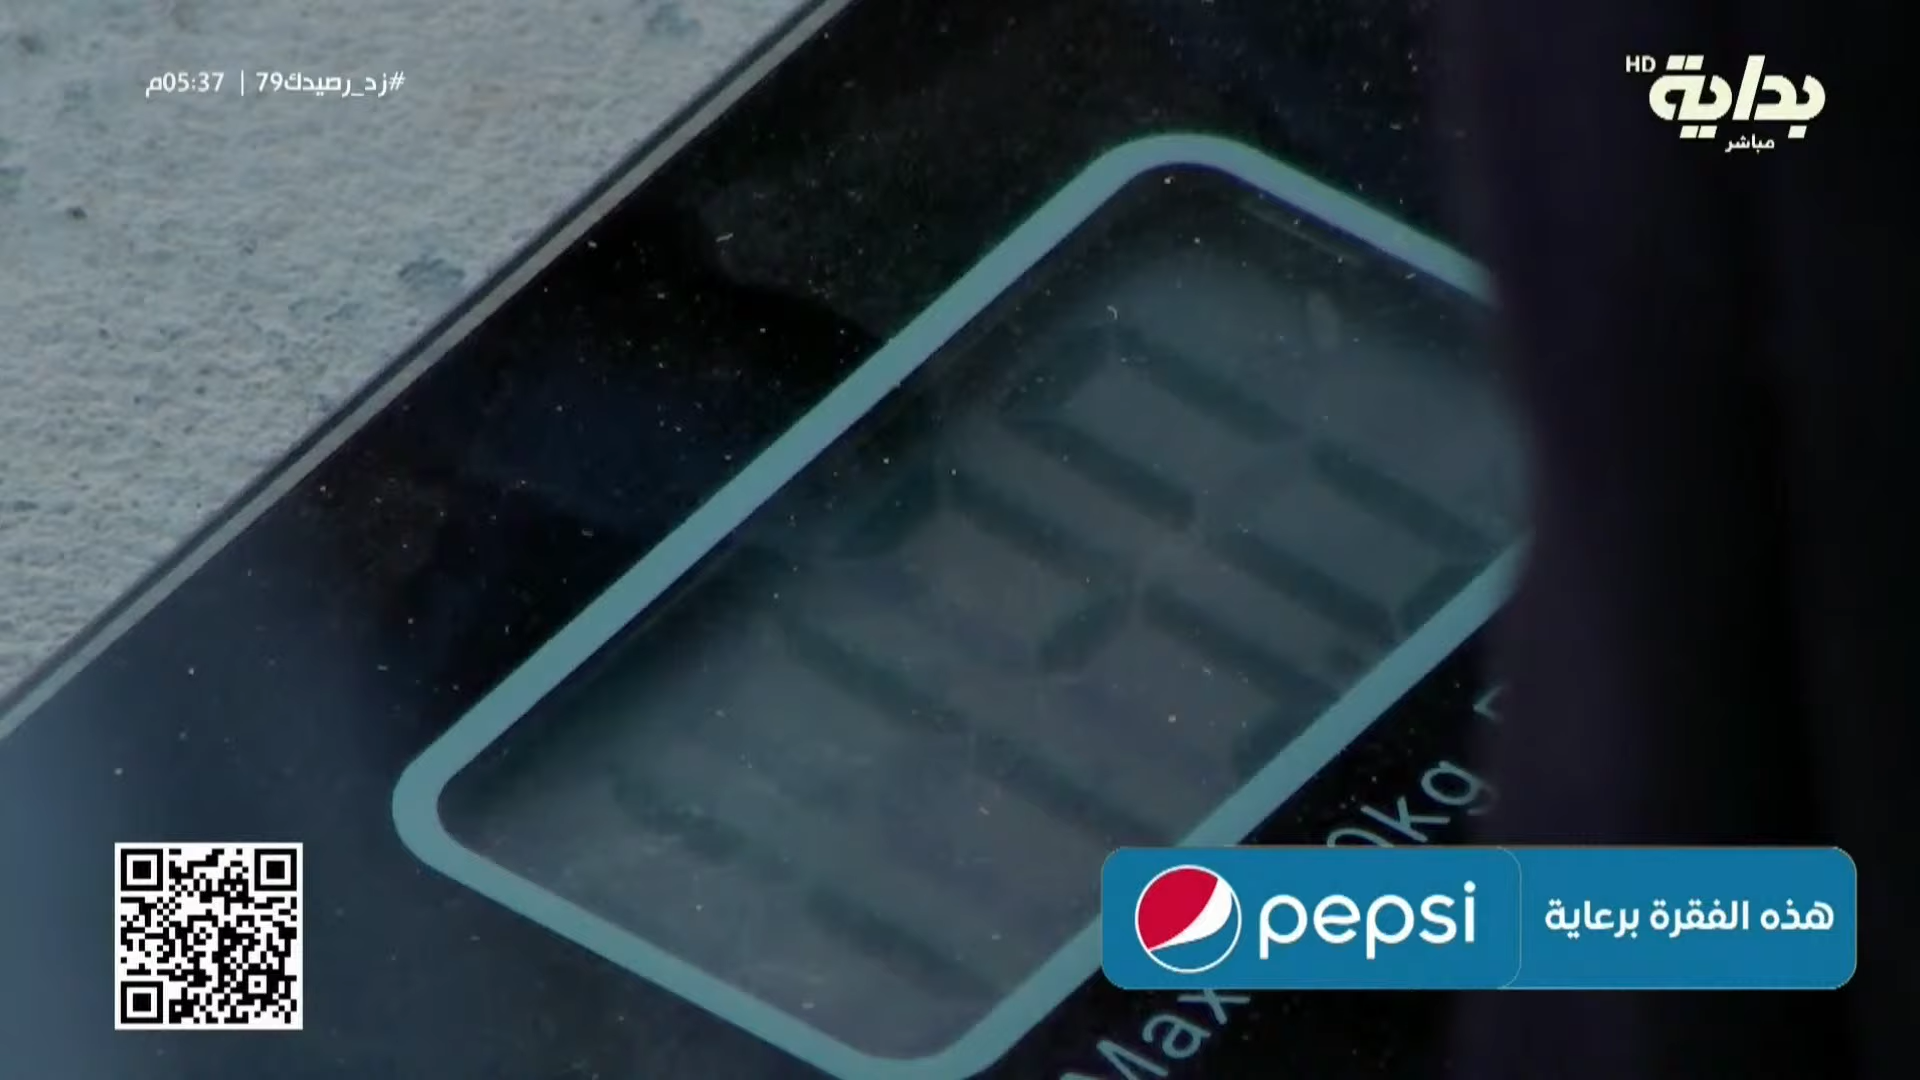 #زد_رصيدك79 | 05:37م
بداية HD
مباشر
kg
Max
هذه الفقرة برعاية pepsi